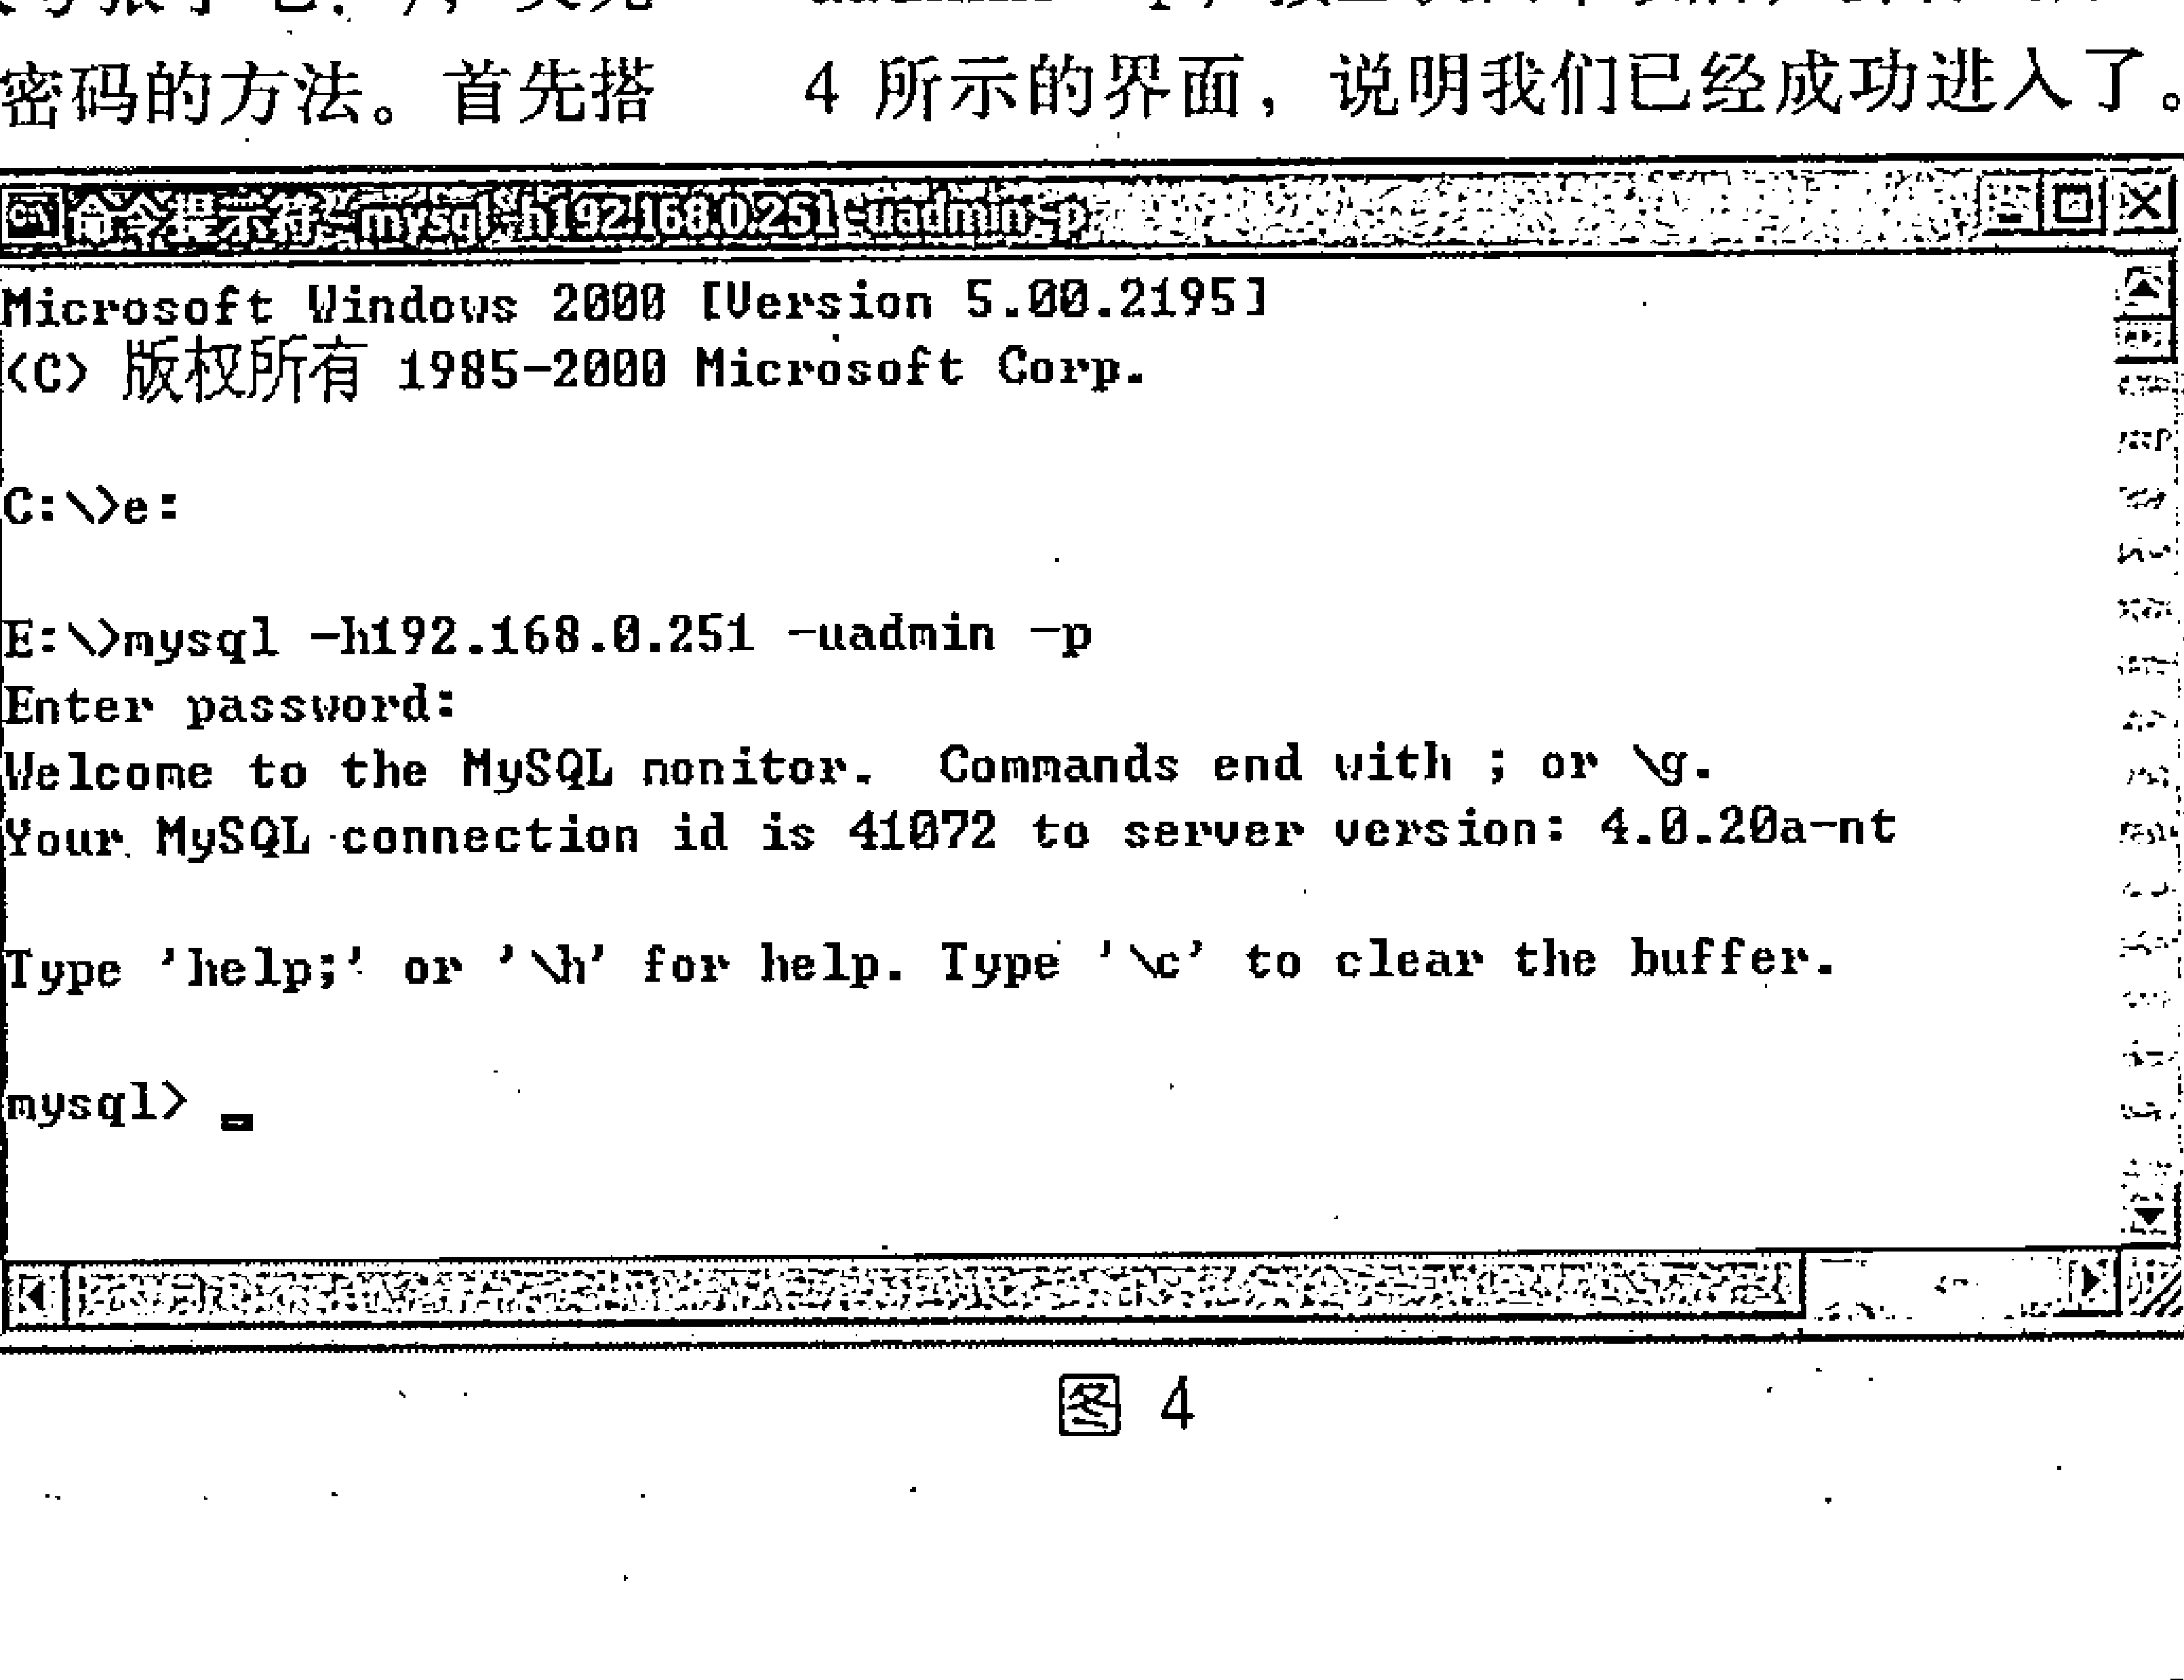 密码的方法。首先搭
4 所示的界面，说明我们已经成功进入了。
命令提示符 - mysql -h192.168.0.251 -uadmin -p
Microsoft Windows 2000 [Version 5.00.2195]
(C) 版权所有 1985-2000 Microsoft Corp.
C:\>e:
E:\>mysql -h192.168.0.251 -uadmin -p
Enter password:
Welcome to the MySQL monitor.  Commands end with ; or \g.
Your MySQL connection id is 41072 to server version: 4.0.20a-nt
Type 'help;' or '\h' for help. Type '\c' to clear the buffer.
mysql> _
图 4